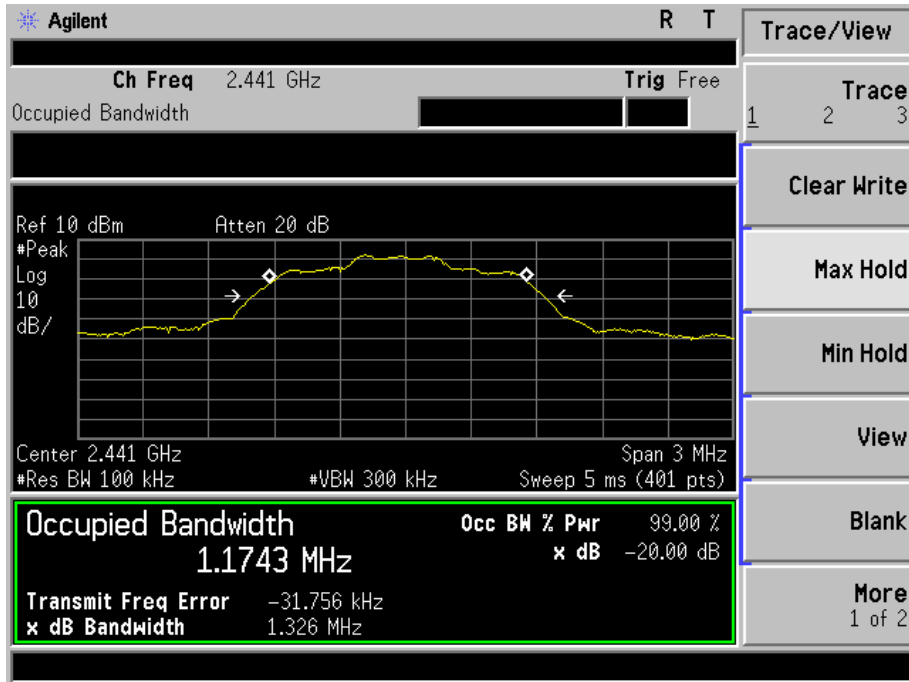 Agilent R T
Ch Freq 2.441 GHz Trig Free
Occupied Bandwidth
Ref 10 dBm Atten 20 dB
#Peak
Log
10
dB/
Center 2.441 GHz Span 3 MHz
#Res BW 100 kHz #VBW 300 kHz Sweep 5 ms (401 pts)
Occupied Bandwidth Occ BW % Pwr 99.00 %
1.1743 MHz x dB -20.00 dB
Transmit Freq Error -31.756 kHz
x dB Bandwidth 1.326 MHz
Trace/View
Trace
1 2 3
Clear Write
Max Hold
Min Hold
View
Blank
More
1 of 2